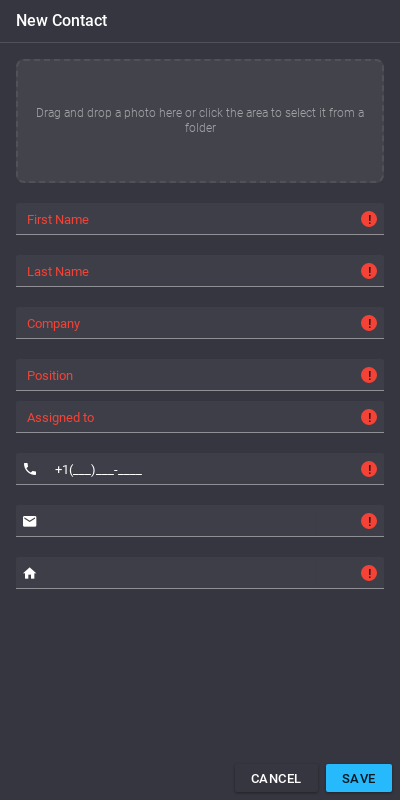 New Contact
Drag and drop a photo here or click the area to select it from a
folder
First Name
Last Name
Company
Position
Assigned to
+1(___)___-____
CANCEL
SAVE